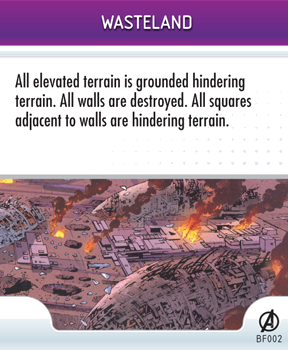 WASTELAND
All elevated terrain is grounded hindering
terrain. All walls are destroyed. All squares
adjacent to walls are hindering terrain.
BF002